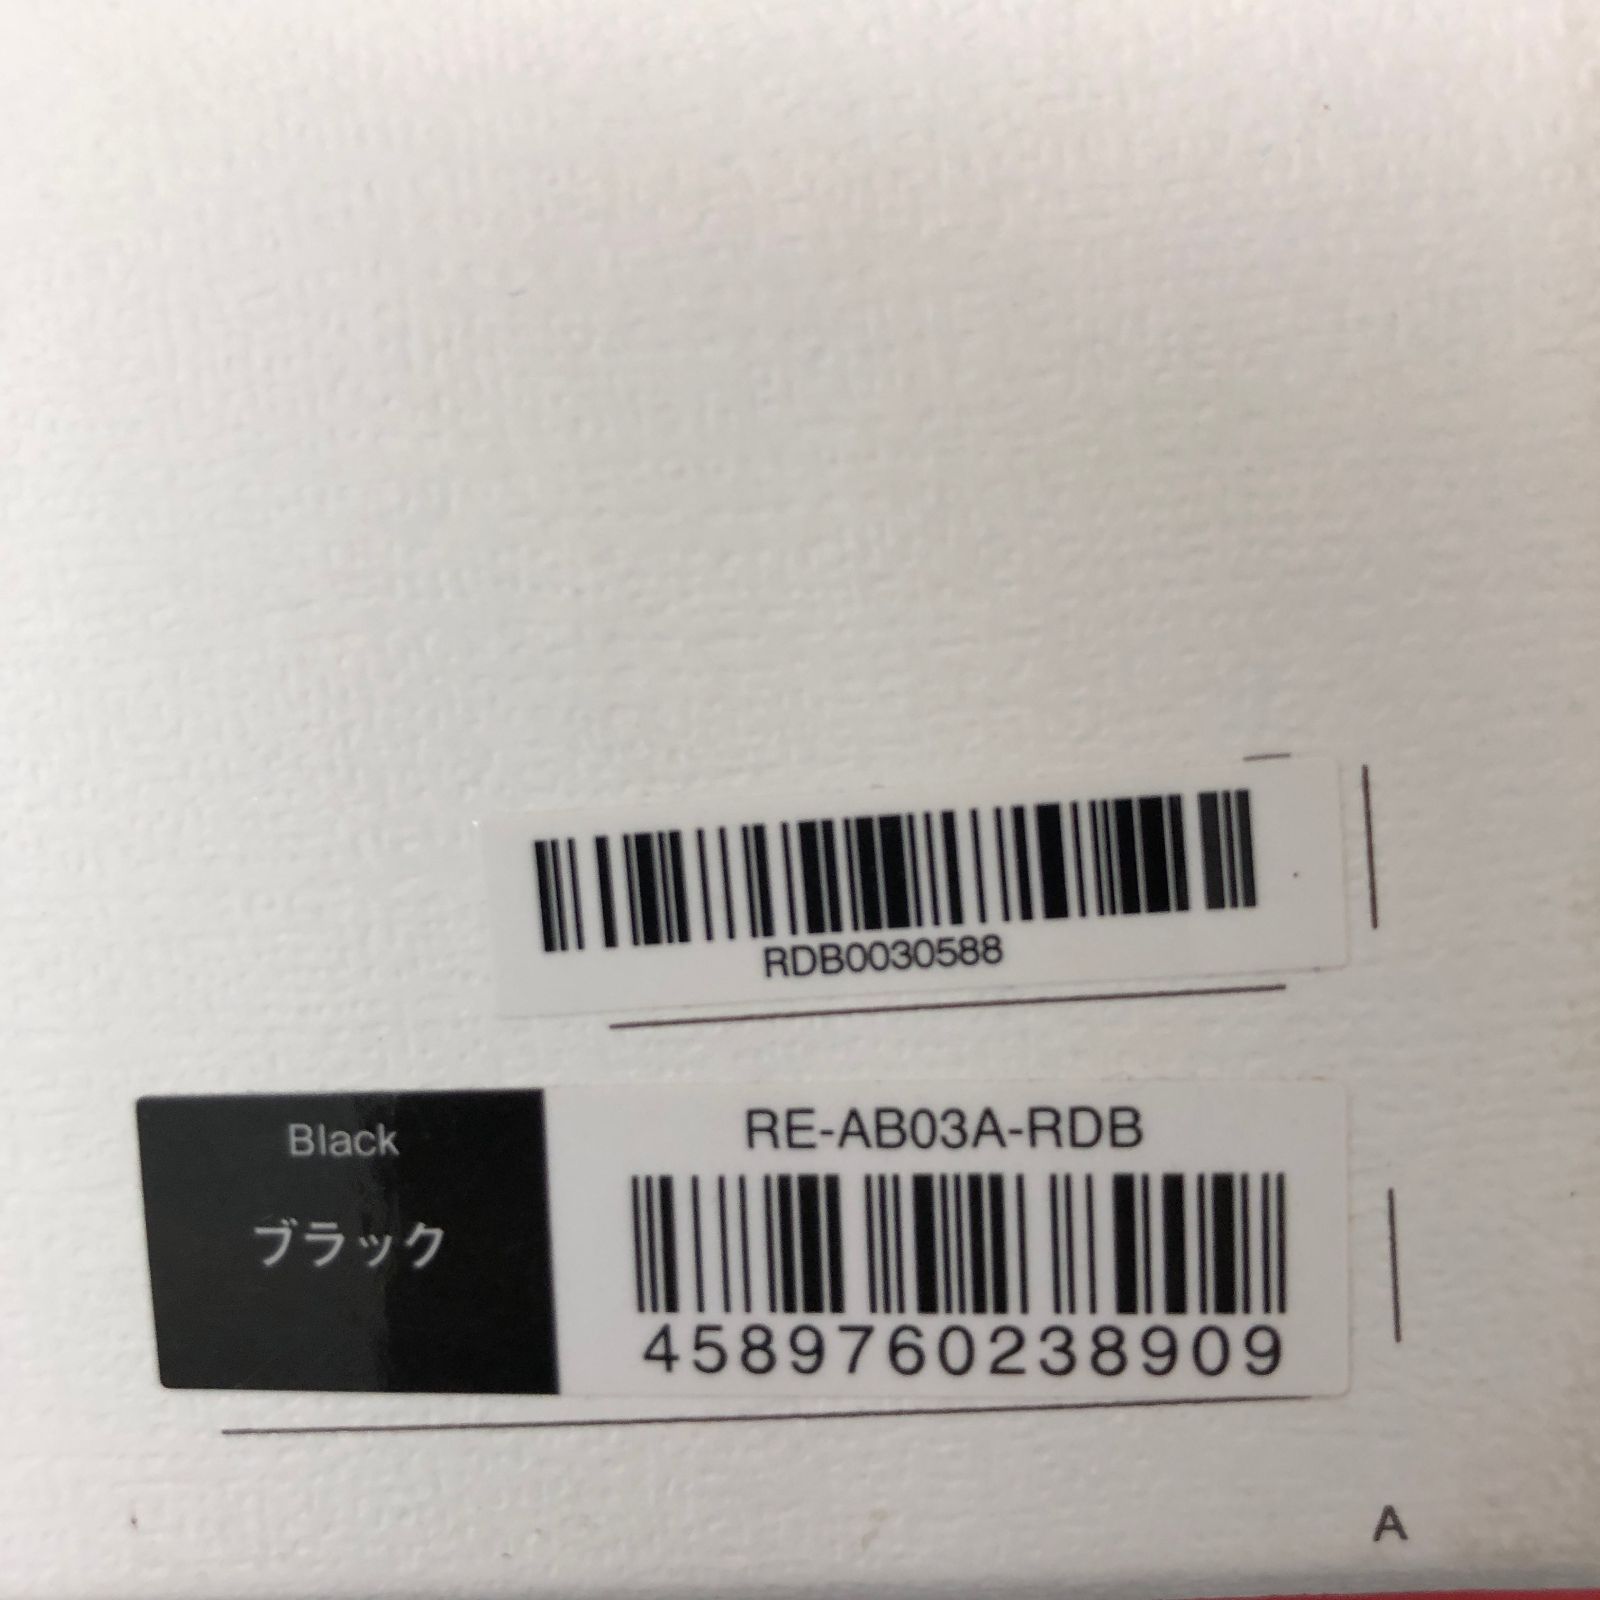 RDB0030588
Black
ブラック
RE-AB03A-RDB
4589760238909
A